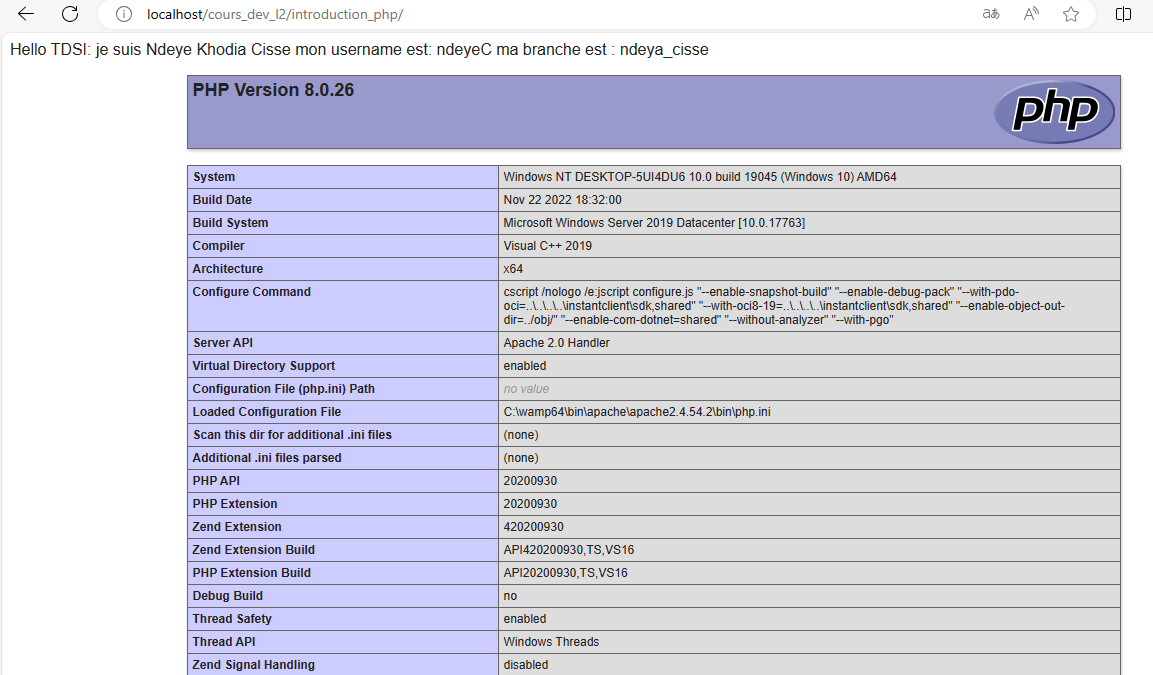 localhost/cours_dev_l2/introduction_php/
Hello TDSI: je suis Ndeye Khodia Cisse mon username est: ndeyeC ma branche est : ndeya_cisse
PHP Version 8.0.26
php
System Windows NT DESKTOP-5UI4DU6 10.0 build 19045 (Windows 10) AMD64
Build Date Nov 22 2022 18:32:00
Build System Microsoft Windows Server 2019 Datacenter [10.0.17763]
Compiler Visual C++ 2019
Architecture x64
Configure Command cscript /nologo /e:jscript configure.js "--enable-snapshot-build" "--enable-debug-pack" "--with-pdo-
oci=..\..\..\..\instantclient\sdk,shared" "--with-oci8-19=..\..\..\..\instantclient\sdk,shared" "--enable-object-out-
dir=../obj/" "--enable-com-dotnet=shared" "--without-analyzer" "--with-pgo"
Server API Apache 2.0 Handler
Virtual Directory Support enabled
Configuration File (php.ini) Path no value
Loaded Configuration File C:\wamp64\bin\apache\apache2.4.54.2\bin\php.ini
Scan this dir for additional .ini files (none)
Additional .ini files parsed (none)
PHP API 20200930
PHP Extension 20200930
Zend Extension 420200930
Zend Extension Build API420200930,TS,VS16
PHP Extension Build API20200930,TS,VS16
Debug Build no
Thread Safety enabled
Thread API Windows Threads
Zend Signal Handling disabled